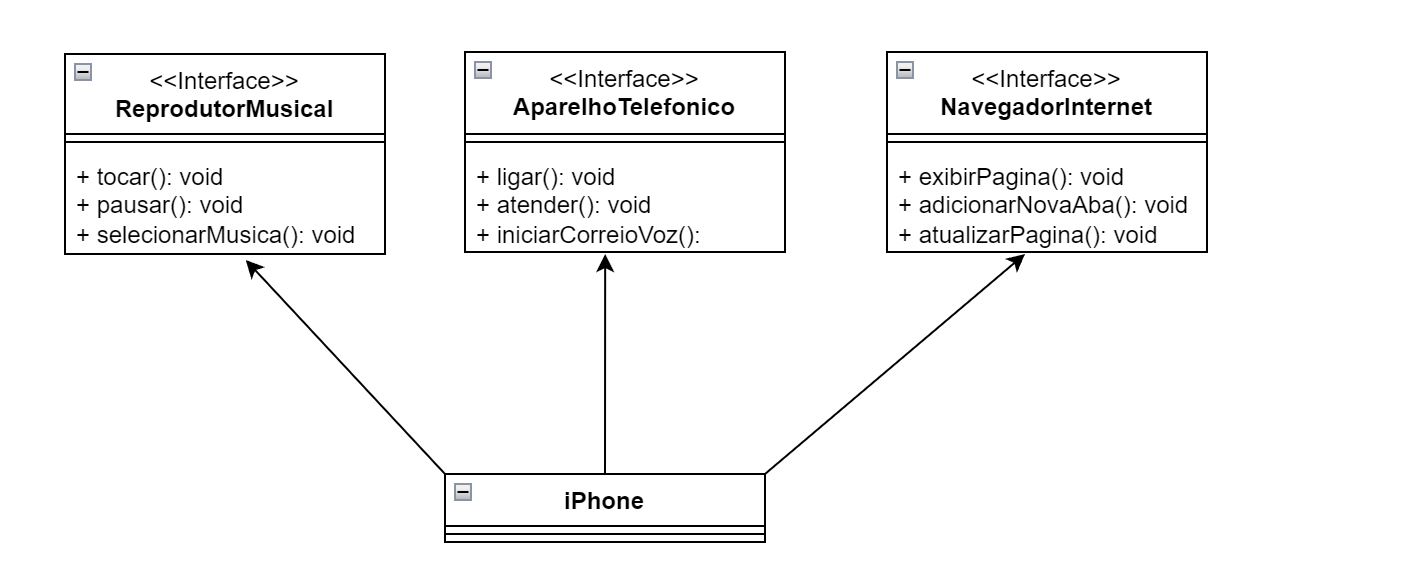 <<Interface>>
ReprodutorMusical
+ tocar(): void
+ pausar(): void
+ selecionarMusica(): void
<<Interface>>
AparelhoTelefonico
+ ligar(): void
+ atender(): void
+ iniciarCorreioVoz():
<<Interface>>
NavegadorInternet
+ exibirPagina(): void
+ adicionarNovaAba(): void
+ atualizarPagina(): void
iPhone